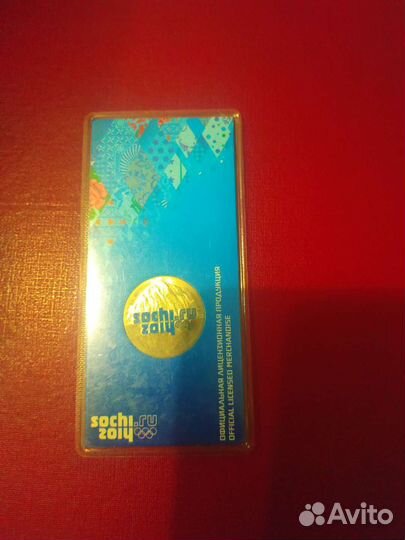 sochi.ru
2014
sochi.ru
2014
ОФИЦИАЛЬНАЯ ЛИЦЕНЗИОННАЯ ПРОДУКЦИЯ
OFFICIAL LICENSED MERCHANDISE
Avito